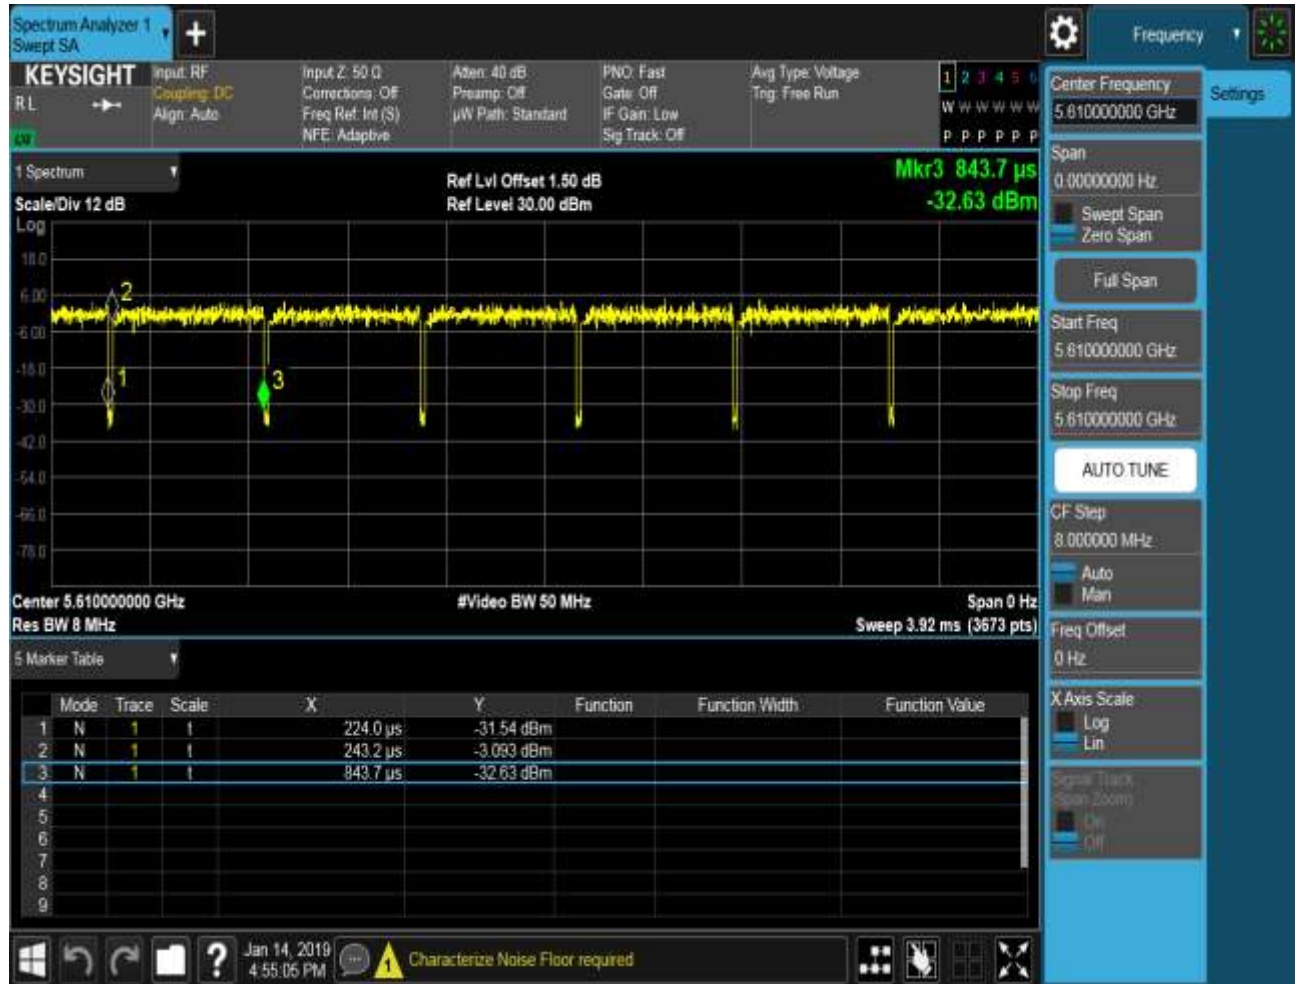 Spectrum Analyzer 1
Swept SA
Frequency
KEYSIGHT
RL
Input: RF
Coupling: DC
Align: Auto
Input Z: 50 Ω
Corrections: Off
Freq Ref: Int (S)
NFE: Adaptive
Atten: 40 dB
Preamp: Off
µW Path: Standard
PNO: Fast
Gate: Off
IF Gain: Low
Sig Track: Off
Avg Type: Voltage
Trig: Free Run
1 2 3 4 5 6
W W W W W W
P P P P P P
1 Spectrum
Scale/Div 12 dB
Ref Lvl Offset 1.50 dB
Ref Level 30.00 dBm
Mkr3 843.7 µs
-32.63 dBm
Log
18.0
6.00
-6.00
-18.0
-30.0
-42.0
-54.0
-66.0
-78.0
2
1
3
Center 5.610000000 GHz
#Video BW 50 MHz
Span 0 Hz
Res BW 8 MHz
Sweep 3.92 ms (3673 pts)
5 Marker Table
Mode Trace Scale X Y Function Function Width Function Value
1 N 1 t 224.0 µs -31.54 dBm
2 N 1 t 243.2 µs -3.093 dBm
3 N 1 t 843.7 µs -32.63 dBm
4
5
6
7
8
9
Jan 14, 2019
4:55:05 PM
Characterize Noise Floor required
Center Frequency
5.610000000 GHz
Settings
Span
0.00000000 Hz
Swept Span
Zero Span
Full Span
Start Freq
5.610000000 GHz
Stop Freq
5.610000000 GHz
AUTO TUNE
CF Step
8.000000 MHz
Auto
Man
Freq Offset
0 Hz
X Axis Scale
Log
Lin
Signal Track
(Span Zoom)
On
Off